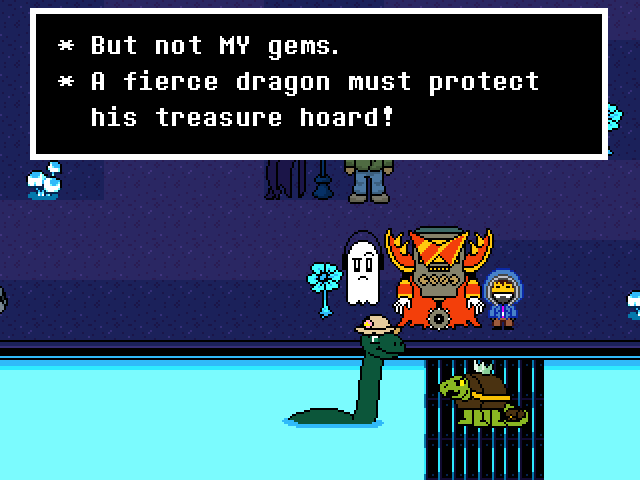 * But not MY gems.
* A fierce dragon must protect
his treasure hoard!